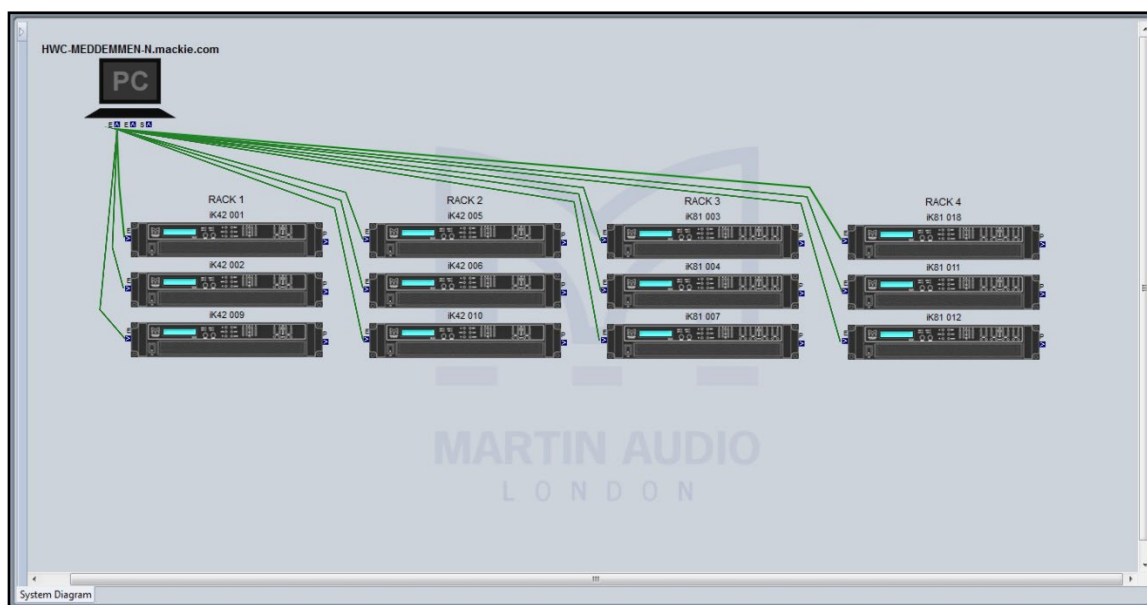 HWC-MEDDEMMEN-N.mackie.com
PC
E E S
RACK 1
iK42 001
iK42 002
iK42 009
RACK 2
iK42 005
iK42 006
iK42 010
RACK 3
iK81 003
iK81 004
iK81 007
RACK 4
iK81 018
iK81 011
iK81 012
MARTIN AUDIO
LONDON
System Diagram